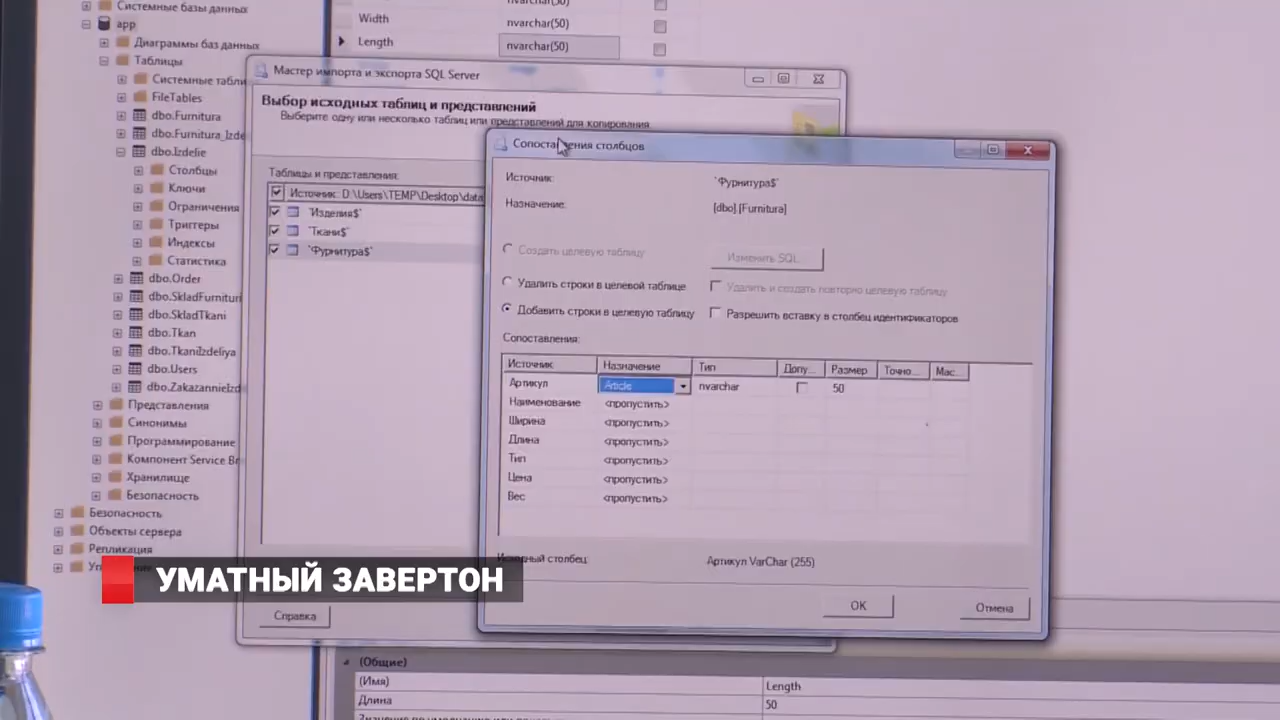 Системные базы данных
app
Диаграммы баз данных
Таблицы
FileTables
dbo.Furnitura
dbo.Izdelie
Столбцы
Ключи
Ограничения
Триггеры
Индексы
Статистика
dbo.Order
dbo.SkladFurnituri
dbo.SkladTkani
dbo.Tkan
dbo.TkaniIzdeliya
dbo.Users
Представления
Синонимы
Программирование
Компонент Service Br
Хранилище
Безопасность
Безопасность
Объекты сервера
Репликация
Width nvarchar(50)
Length nvarchar(50)
Мастер импорта и экспорта SQL Server
Выбор исходных таблиц и представлений
Выберите одну или несколько таблиц или представлений для копирования
Таблицы и представления:
Источник: D:\Users\TEMP\Desktop\data
`Изделия$`
`Ткани$`
`Фурнитура$`
Справка
Сопоставления столбцов
Источник: `Фурнитура$`
Назначение: [dbo].[Furnitura]
Создать целевую таблицу Изменить SQL...
Удалить строки в целевой таблице Удалить и создать повторно целевую таблицу
Добавить строки в целевую таблицу Разрешить вставку в столбец идентификаторов
Сопоставления:
Источник Назначение Тип Допу... Размер Точно... Мас...
Артикул Article nvarchar 50
Наименование <пропустить>
Ширина <пропустить>
Длина <пропустить>
Тип <пропустить>
Цена <пропустить>
Вес <пропустить>
Исходный столбец: Артикул VarChar (255)
OK Отмена
УМАТНЫЙ ЗАВЕРТОН
(Общие)
(Имя) Length
Длина 50